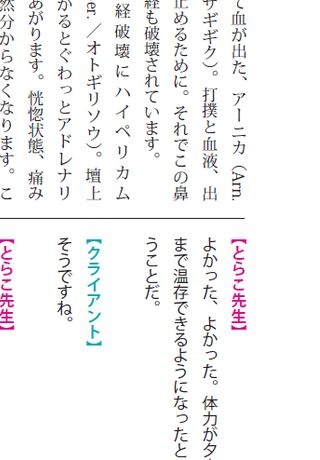 て血が出た、アーニカ（Arn.
サギギク）。打撲と血液、出
止めるために。それでこの鼻
経も破壊されています。
経破壊にハイペリカム
er.／オトギリソウ）。壇上
かるとぐわっとアドレナリ
あがります。恍惚状態、痛み
然分からなくなります。こ
【とらこ先生】
よかった、よかった。体力が夕
まで温存できるようになったと
うことだ。
【クライアント】
そうですね。
【とらこ先生】